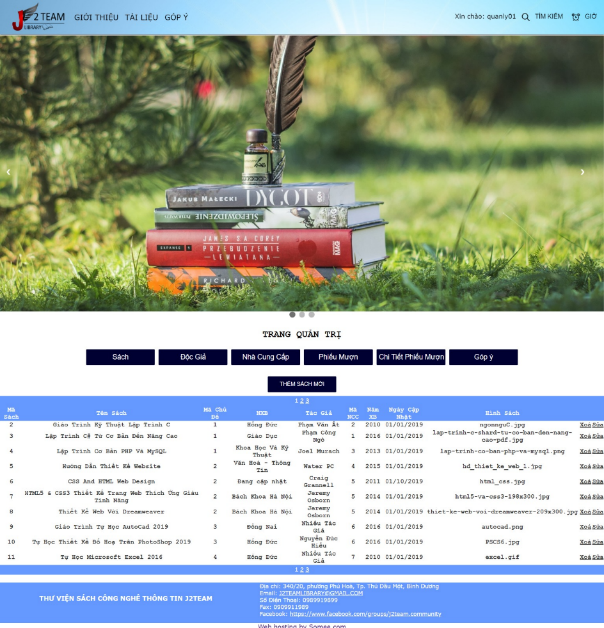 J2TEAM
LIBRARY
GIỚI THIỆU TÀI LIỆU GÓP Ý
Xin chào: quanly01 TÌM KIẾM GIỎ
JAKUB MAŁECKI DYGOT
JAMES S.A. COREY
PRZEBUDZENIE
LEWIATANA
RICHARD
TRANG QUẢN TRỊ
Sách Độc Giả Nhà Cung Cấp Phiếu Mượn Chi Tiết Phiếu Mượn Góp ý
THÊM SÁCH MỚI
1 2 3
Mã Sách Tên Sách Mã Chủ Đề NXB Tác Giả Mã NCC Năm XB Ngày Cập Nhật Hình Sách
2 Giáo Trình Kỹ Thuật Lập Trình C 1 Hồng Đức Phạm Văn Ất 2 2010 01/01/2019 ngonnguC.jpg Xoá Sửa
3 Lập Trình C# Từ Cơ Bản Đến Nâng Cao 1 Giáo Dục Phạm Công Ngô 1 2016 01/01/2019 lap-trinh-c-shard-tu-co-ban-den-nang-cao-pdf.jpg Xoá Sửa
4 Lập Trình Cơ Bản PHP Và MySQL 1 Khoa Học Và Kỹ Thuật Joel Murach 3 2013 01/01/2019 lap-trinh-co-ban-php-va-mysql.png Xoá Sửa
5 Hướng Dẫn Thiết Kế Website 2 Văn Hoá - Thông Tin Water PC 4 2015 01/01/2019 hd_thiet_ke_web_1.jpg Xoá Sửa
6 CSS And HTML Web Design 2 Đang cập nhật Craig Grannell 5 2011 01/10/2019 html_css.jpg Xoá Sửa
7 HTML5 & CSS3 Thiết Kế Trang Web Thích Ứng Giàu Tính Năng 2 Bách Khoa Hà Nội Jeremy Osborn 5 2014 01/01/2019 html5-va-css3-198x300.jpg Xoá Sửa
8 Thiết Kế Web Với Dreamweaver 2 Bách Khoa Hà Nội Jeremy Osborn 5 2014 01/01/2019 thiet-ke-web-voi-dreamweaver-209x300.jpg Xoá Sửa
9 Giáo Trình Tự Học AutoCad 2019 3 Đồng Nai Nhiều Tác Giả 6 2016 01/01/2019 autocad.png Xoá Sửa
10 Tự Học Thiết Kế Đồ Hoạ Trên PhotoShop 2019 3 Hồng Đức Nguyễn Đức Hiếu 6 2016 01/01/2019 PSCS6.jpg Xoá Sửa
11 Tự Học Microsoft Excel 2016 4 Hồng Đức Nhiều Tác Giả 7 2010 01/01/2019 excel.gif Xoá Sửa
1 2 3
THƯ VIỆN SÁCH CÔNG NGHỆ THÔNG TIN J2TEAM
Địa chỉ: 340/20, phường Phú Hoà, Tp. Thủ Dầu Một, Bình Dương
Email: J2TEAMLIBRARY@GMAIL.COM
Số Điện Thoại: 0989919899
Fax: 0909911989
Facebook: https://www.facebook.com/groups/j2team.community
Web hosting by Somee.com